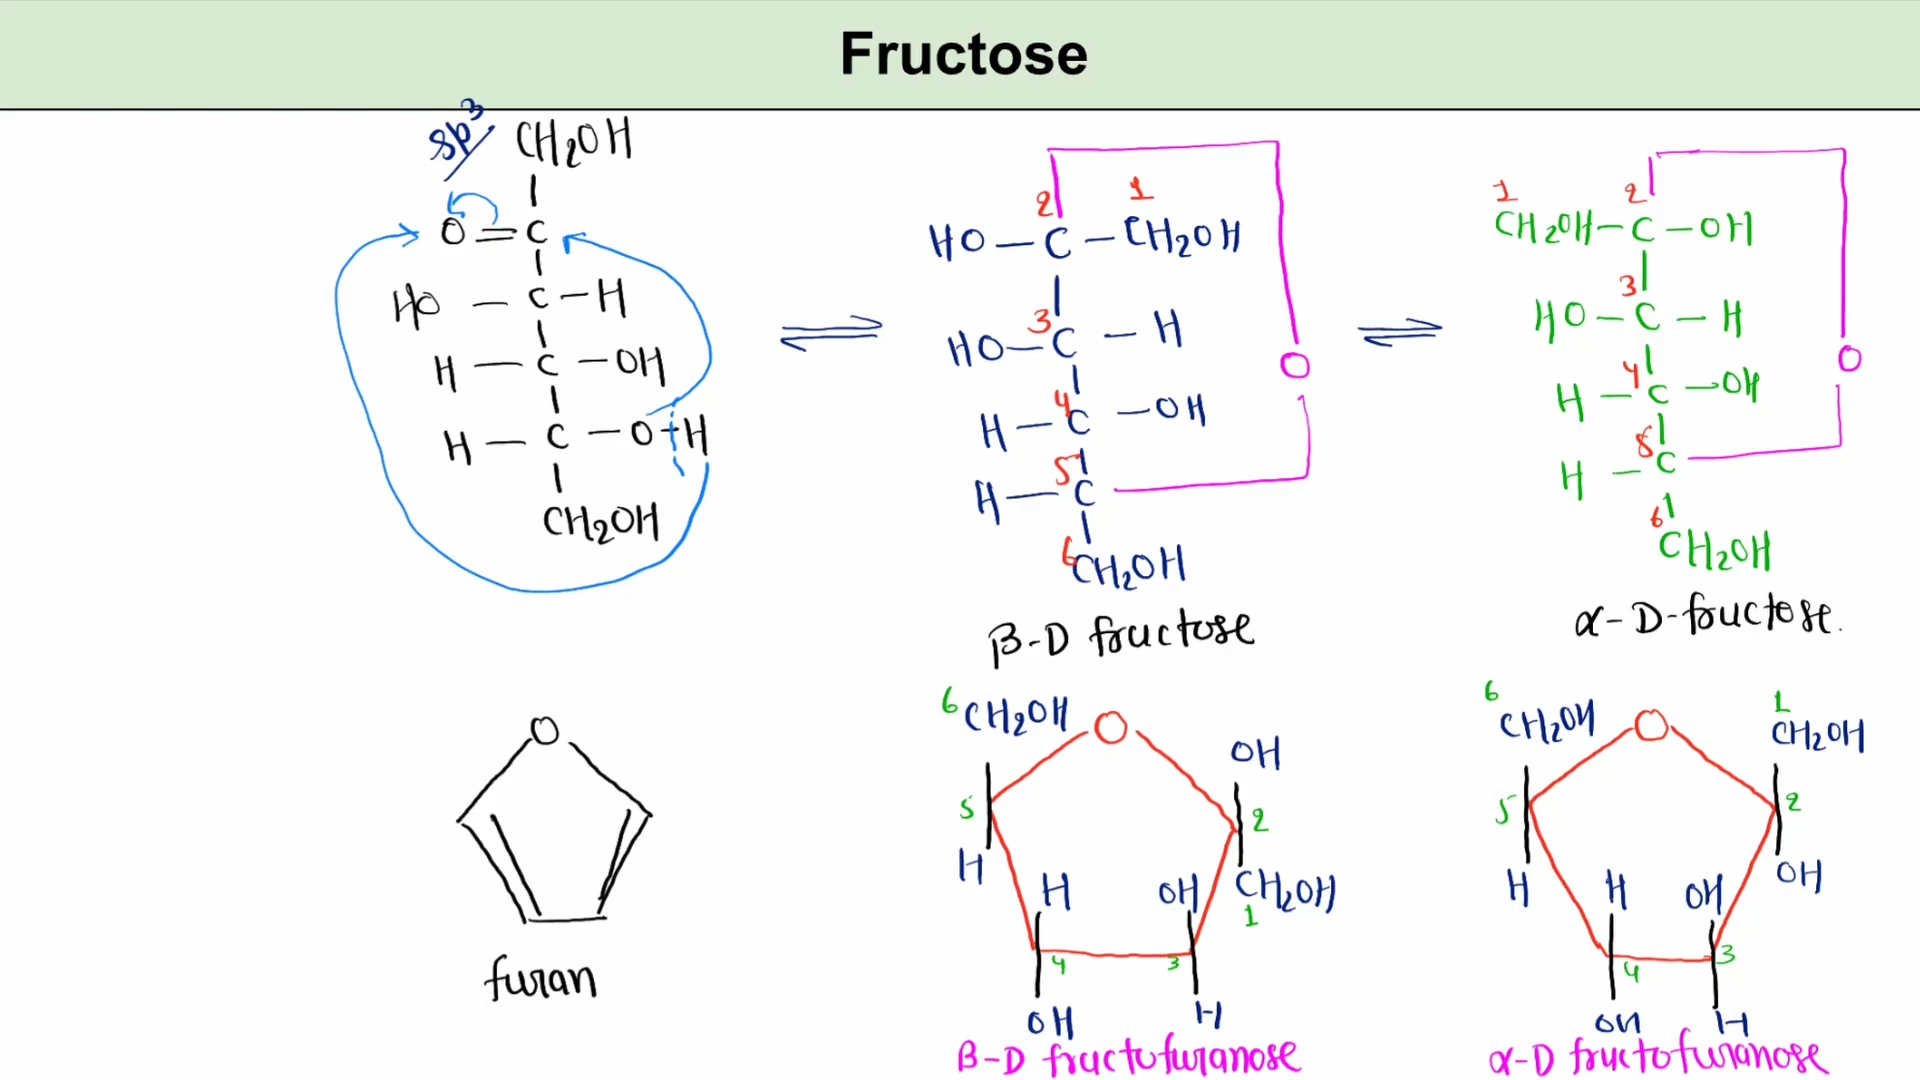 Fructose
sp3
CH2OH
O=C
HO — C — H
H — C — OH
H — C — O H
CH2OH
2 1
HO — C — CH2OH
3
HO — C — H
O
4
H — C — OH
5
H — C
6
CH2OH
β-D fructose
1 2
CH2OH — C — OH
3
HO — C — H
O
4
H — C — OH
8
H — C
6
CH2OH
α-D-fructose.
O
furan
6 CH2OH O
OH
5 2
H H OH CH2OH
1
4 3
OH H
β-D fructofuranose
6 1
CH2OH O CH2OH
5 2
H H OH OH
4 3
OH H
α-D fructofuranose